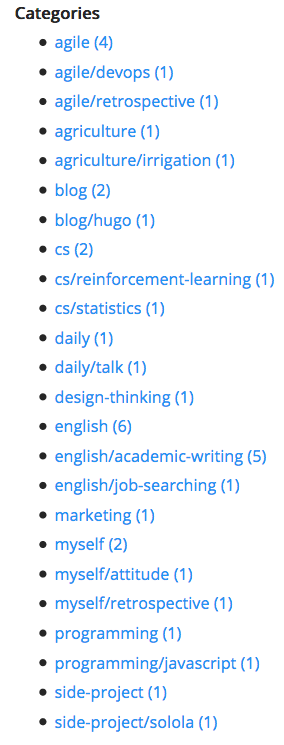 Categories
agile (4)
agile/devops (1)
agile/retrospective (1)
agriculture (1)
agriculture/irrigation (1)
blog (2)
blog/hugo (1)
cs (2)
cs/reinforcement-learning (1)
cs/statistics (1)
daily (1)
daily/talk (1)
design-thinking (1)
english (6)
english/academic-writing (5)
english/job-searching (1)
marketing (1)
myself (2)
myself/attitude (1)
myself/retrospective (1)
programming (1)
programming/javascript (1)
side-project (1)
side-project/solola (1)